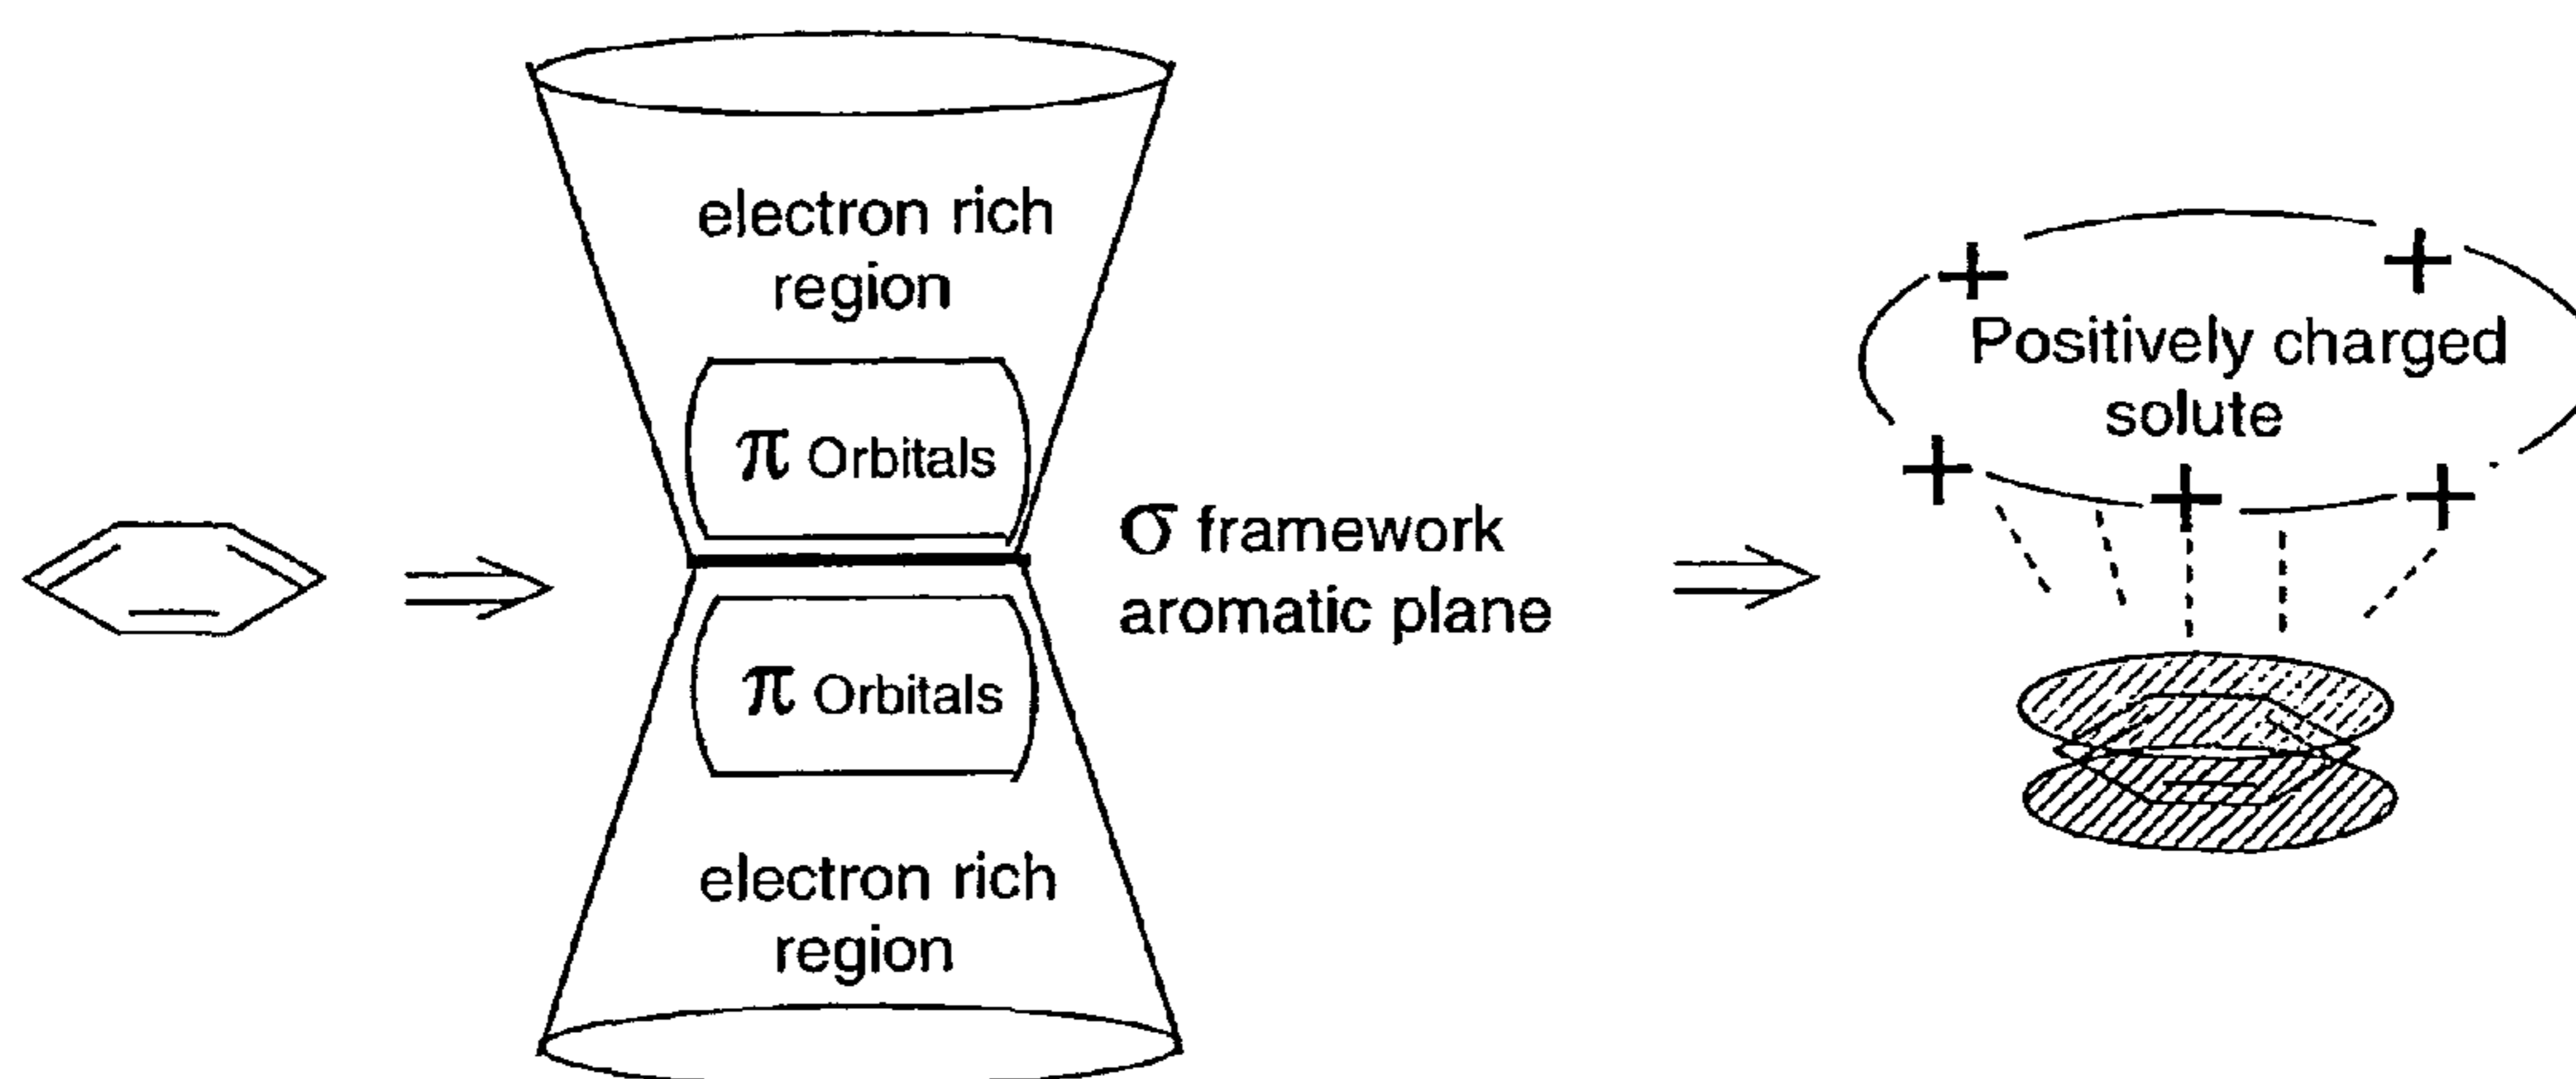 electron rich
region
π Orbitals
σ framework
aromatic plane
π Orbitals
electron rich
region
+
+
Positively charged
solute
+
+
+